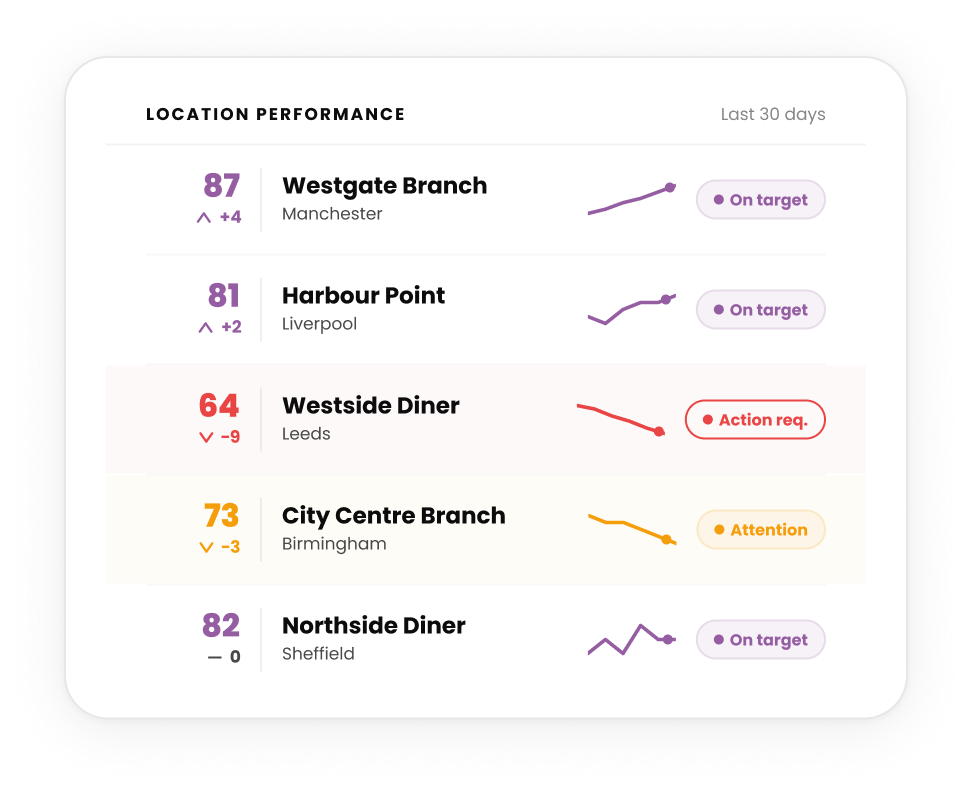 LOCATION PERFORMANCE
Last 30 days
87
+4
Westgate Branch
Manchester
On target
81
+2
Harbour Point
Liverpool
On target
64
−9
Westside Diner
Leeds
Action req.
73
−3
City Centre Branch
Birmingham
Attention
82
— 0
Northside Diner
Sheffield
On target